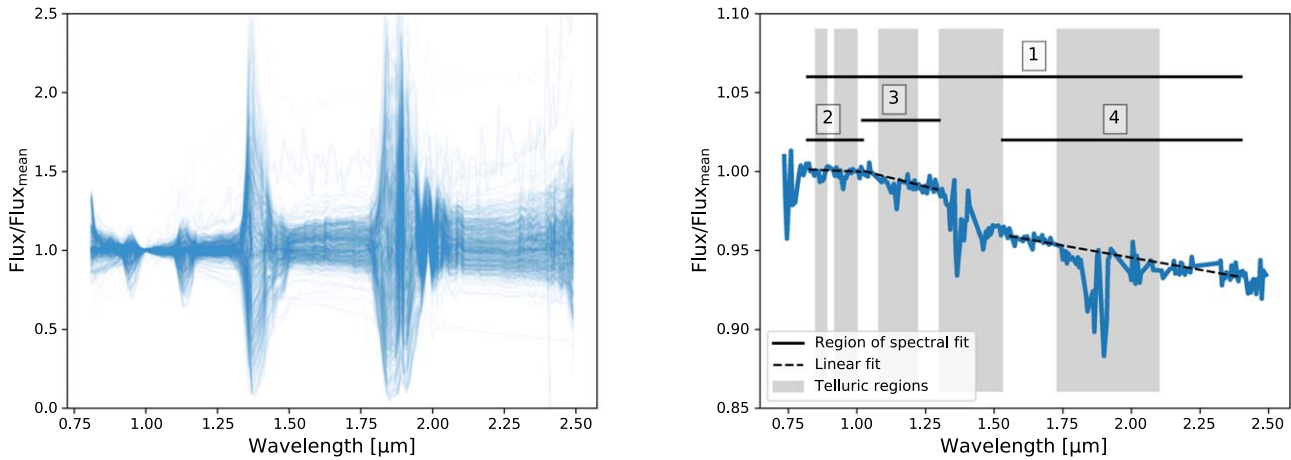 2.5
2.0
1.5
1.0
0.5
0.0
Flux/Flux_mean
0.75 1.00 1.25 1.50 1.75 2.00 2.25 2.50
Wavelength [μm]
1.10
1.05
1.00
0.95
0.90
0.85
Flux/Flux_mean
1
2
3
4
Region of spectral fit
Linear fit
Telluric regions
0.75 1.00 1.25 1.50 1.75 2.00 2.25 2.50
Wavelength [μm]